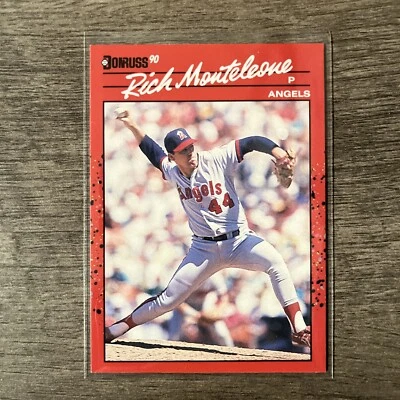 DONRUSS '90
Rich Monteleone
P
ANGELS
Angels
44